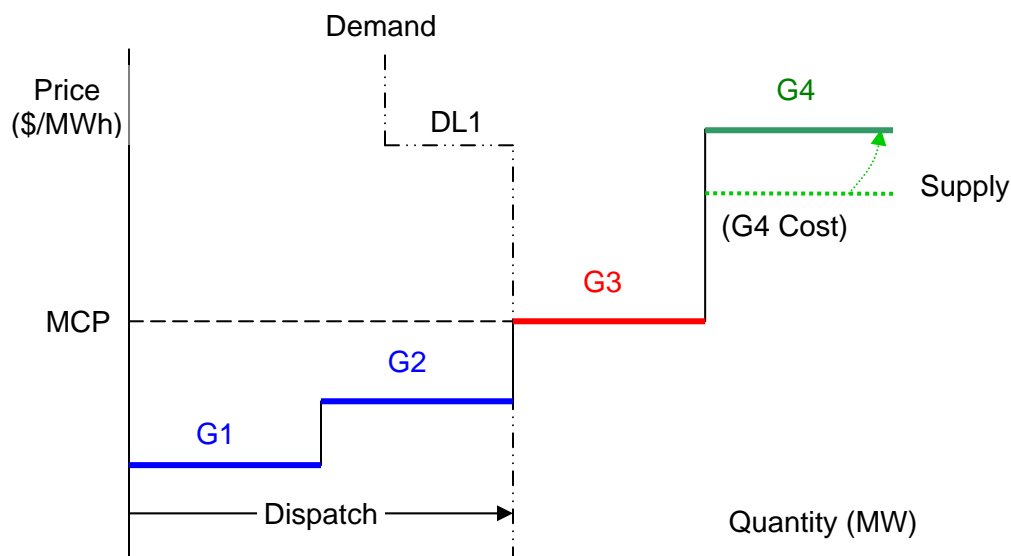 Demand
Price
($/MWh)
DL1
G4
Supply
(G4 Cost)
G3
MCP
G2
G1
Dispatch
Quantity (MW)